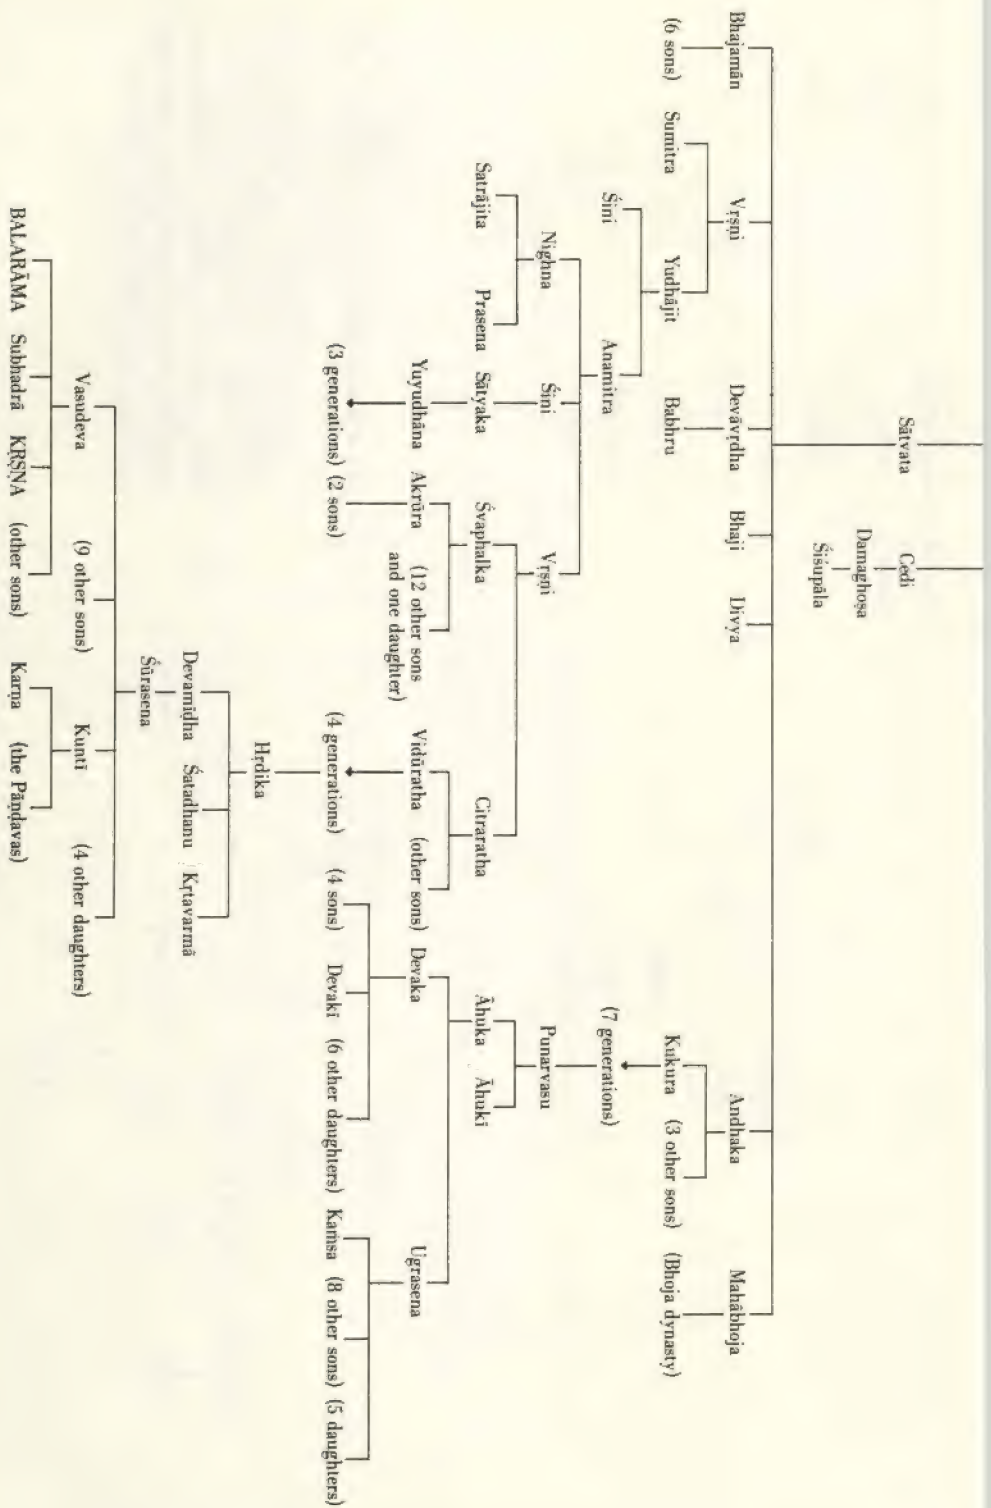 Sātvata Cedi
Damaghoṣa
Śiśupāla
Bhajamān Vṛṣṇi Devāvṛdha Bhaji Divya Andhaka Mahābhoja
(6 sons) Sumitra Yudhājit Babhru Kukura (3 other sons) (Bhoja dynasty)
Śini Anamitra (7 generations)
Nighna Śini Vṛṣṇi Punarvasu
Satrājita Prasena Sātyaka Śvaphalka Citraratha Āhuka Āhukī
Yuyudhāna Akrūra (12 other sons Vidūratha (other sons) Devaka Ugrasena
and one daughter)
(3 generations) (2 sons) (4 generations) (4 sons) Devakī (6 other daughters) Kaṁsa (8 other sons) (5 daughters)
Hṛdika
Devamīḍha Śatadhanu Kṛtavarmā
Śūrasena
Vasudeva (9 other sons) Kuntī (4 other daughters)
BALARĀMA Subhadrā KṚṢṆA (other sons) Karṇa (the Pāṇḍavas)